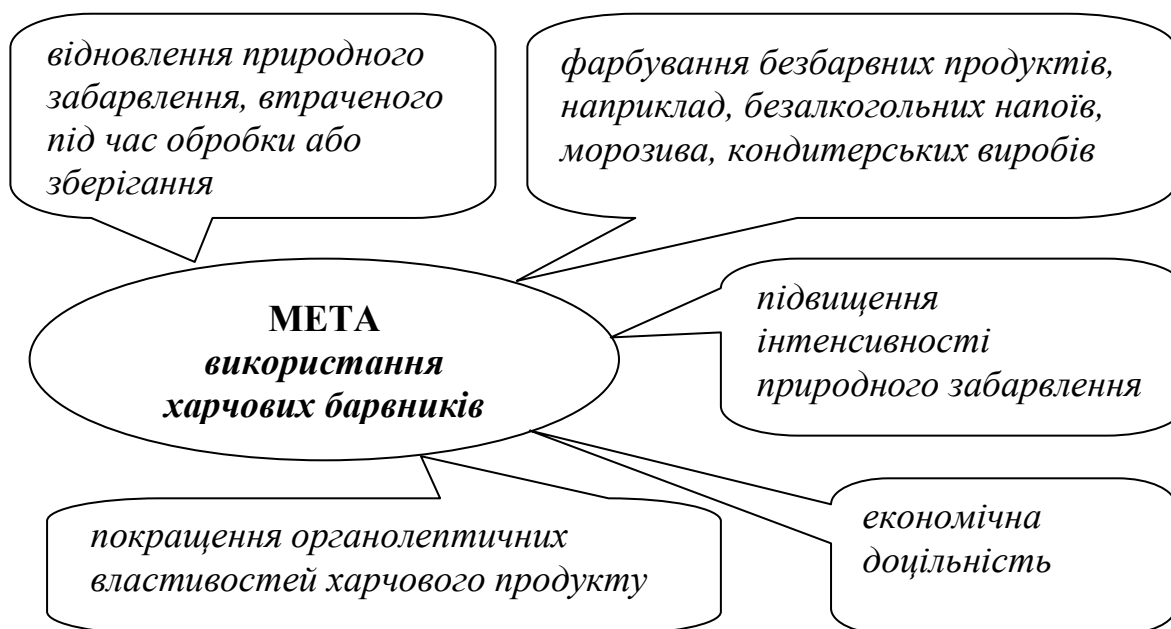 відновлення природного
забарвлення, втраченого
під час обробки або
зберігання
фарбування безбарвних продуктів,
наприклад, безалкогольних напоїв,
морозива, кондитерських виробів
МЕТА
використання
харчових барвників
підвищення
інтенсивності
природного забарвлення
покращення органолептичних
властивостей харчового продукту
економічна
доцільність